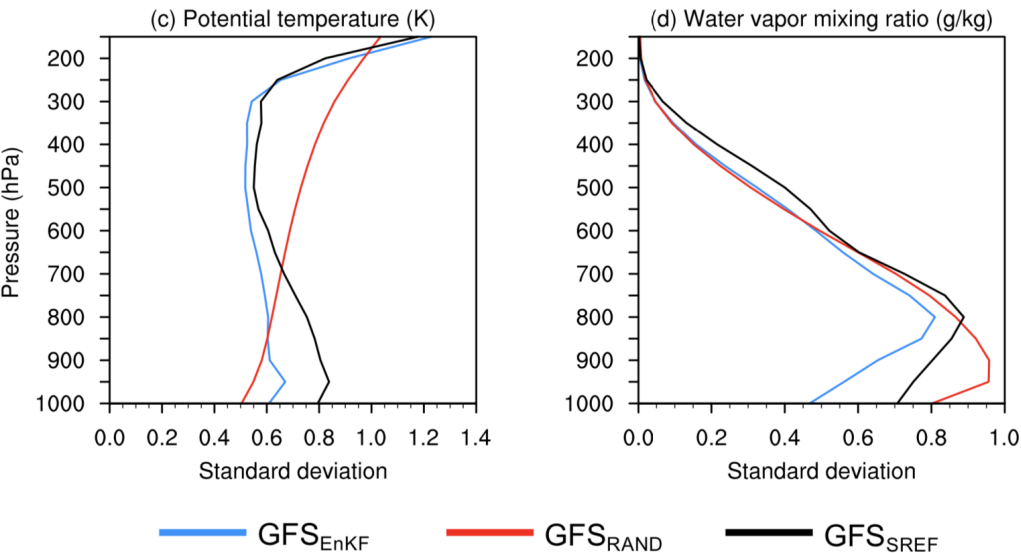 (c) Potential temperature (K)
(d) Water vapor mixing ratio (g/kg)
Pressure (hPa)
200
300
400
500
600
700
800
900
1000
0.0 0.2 0.4 0.6 0.8 1.0 1.2 1.4
Standard deviation
200
300
400
500
600
700
800
900
1000
0.0 0.2 0.4 0.6 0.8 1.0
Standard deviation
GFS_EnKF GFS_RAND GFS_SREF